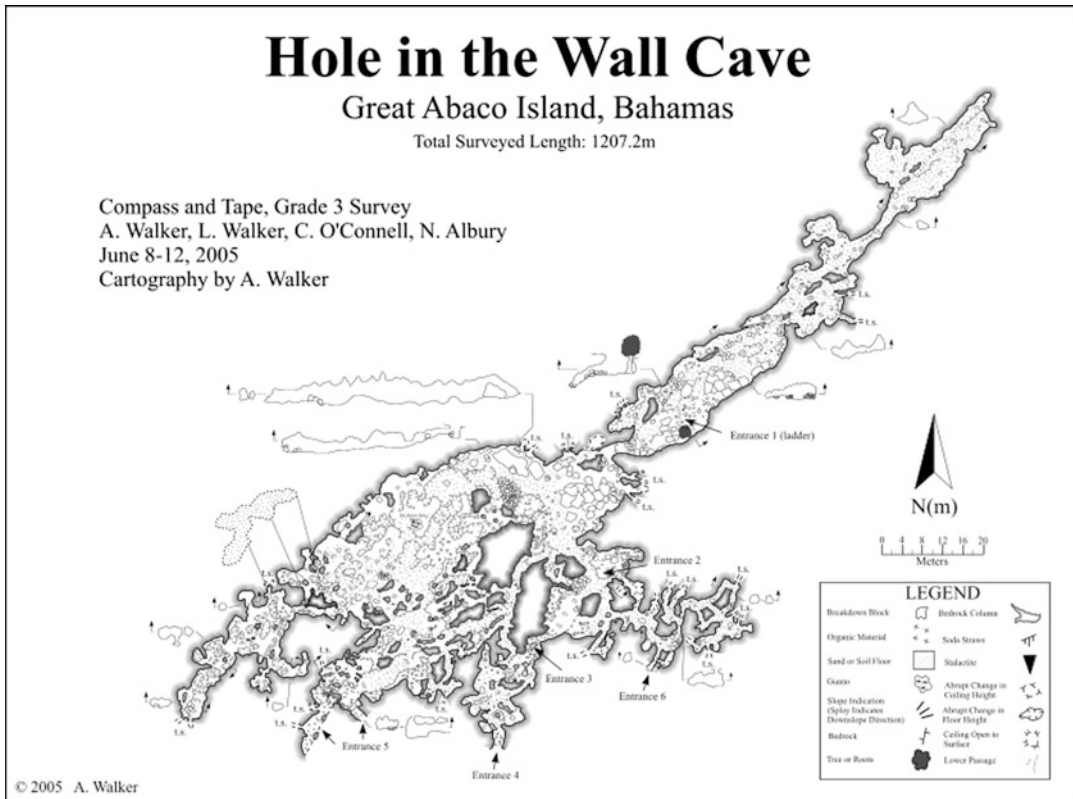 Hole in the Wall Cave
Great Abaco Island, Bahamas
Total Surveyed Length: 1207.2m
Compass and Tape, Grade 3 Survey
A. Walker, L. Walker, C. O'Connell, N. Albury
June 8-12, 2005
Cartography by A. Walker
t.s.
t.s.
t.s.
Entrance 1 (ladder)
t.s.
t.s.
t.s.
t.s.
N(m)
0 4 8 12 16 20
Meters
Entrance 2
t.s.
t.s.
t.s.
t.s.
t.s.
t.s.
t.s.
t.s.
t.s.
Entrance 3
Entrance 6
t.s.
t.s.
Entrance 5
Entrance 4
LEGEND
Breakdown Block
Bedrock Column
Organic Material
Soda Straws
Sand or Soil Floor
Stalactite
Guano
Abrupt Change in
Ceiling Height
Slope Indication
(Splay Indicates
Downslope Direction)
Abrupt Change in
Floor Height
Bedrock
Ceiling Open to
Surface
Tree or Roots
Lower Passage
© 2005 A. Walker